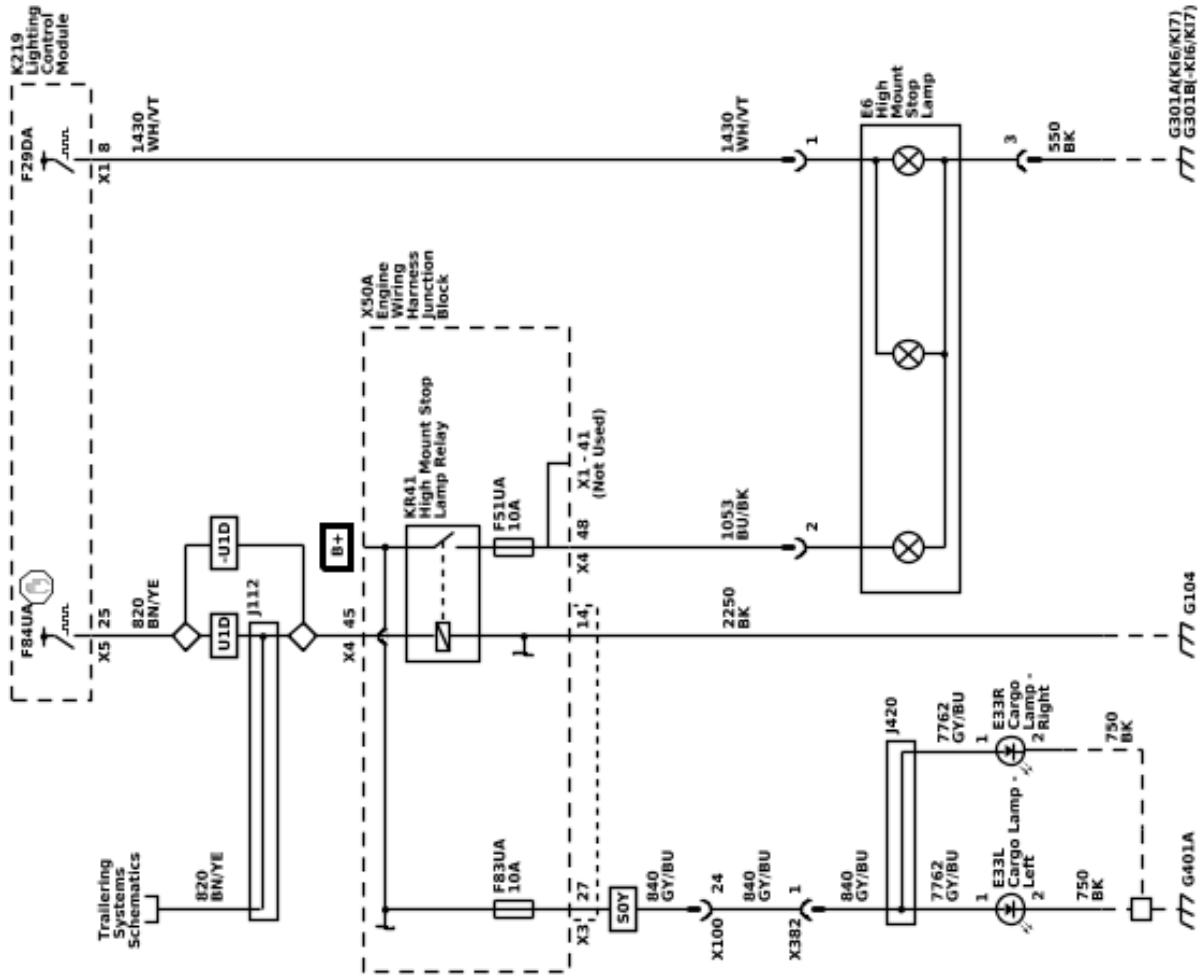 K219
Lighting
Control
Module
F84UA
X5 25
820
BN/YE
F29DA
X1 8
1430
WH/VT
U1D
-U1D
J112
Trailering
Systems
Schematics
820
BN/YE
B+
X50A
Engine
Wiring
Harness
Junction
Block
X4 45
KR41
High Mount Stop
Lamp Relay
F83UA
10A
F51UA
10A
X3 27
14
X4 48
X1 - 41
(Not Used)
S0Y
840
GY/BU
X100
24
840
GY/BU
X382
1
840
GY/BU
J420
7762
GY/BU
7762
GY/BU
1
E33L
Cargo Lamp -
Left
2
1
E33R
Cargo
Lamp -
Right
2
750
BK
750
BK
G401A
2250
BK
G104
1053
BU/BK
2
1430
WH/VT
1
E6
High
Mount
Stop
Lamp
3
550
BK
G301A(KI6/KI7)
G301B(-KI6/KI7)